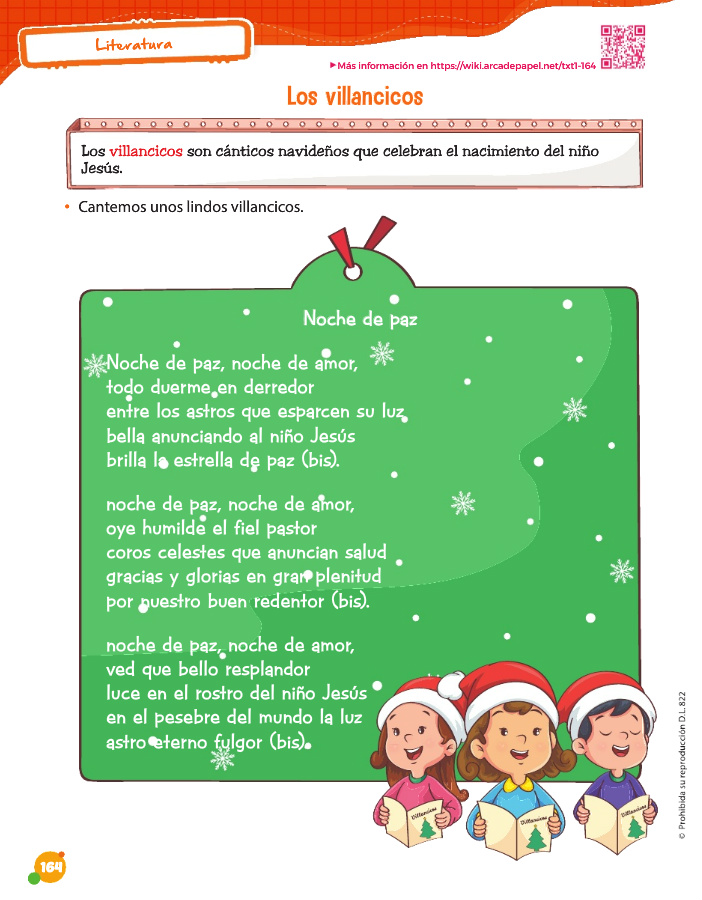 Literatura
▶Más información en https://wiki.arcadepapel.net/txt1-164
Los villancicos
Los villancicos son cánticos navideños que celebran el nacimiento del niño
Jesús.
• Cantemos unos lindos villancicos.
Noche de paz
Noche de paz, noche de amor,
todo duerme en derredor
entre los astros que esparcen su luz
bella anunciando al niño Jesús
brilla la estrella de paz (bis).
noche de paz, noche de amor,
oye humilde el fiel pastor
coros celestes que anuncian salud
gracias y glorias en gran plenitud
por nuestro buen redentor (bis).
noche de paz, noche de amor,
ved que bello resplandor
luce en el rostro del niño Jesús
en el pesebre del mundo la luz
astro eterno fulgor (bis).
Villancicos
Villancicos
Villancicos
© Prohibida su reproducción D.L.822
164